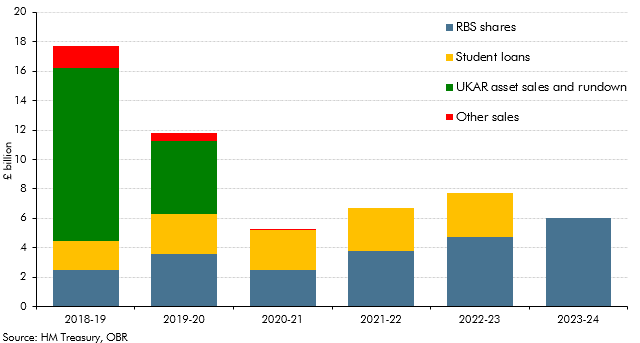 20
18
16
14
12
10
8
6
4
2
0
£ billion
RBS shares
Student loans
UKAR asset sales and rundown
Other sales
2018-19 2019-20 2020-21 2021-22 2022-23 2023-24
Source: HM Treasury, OBR